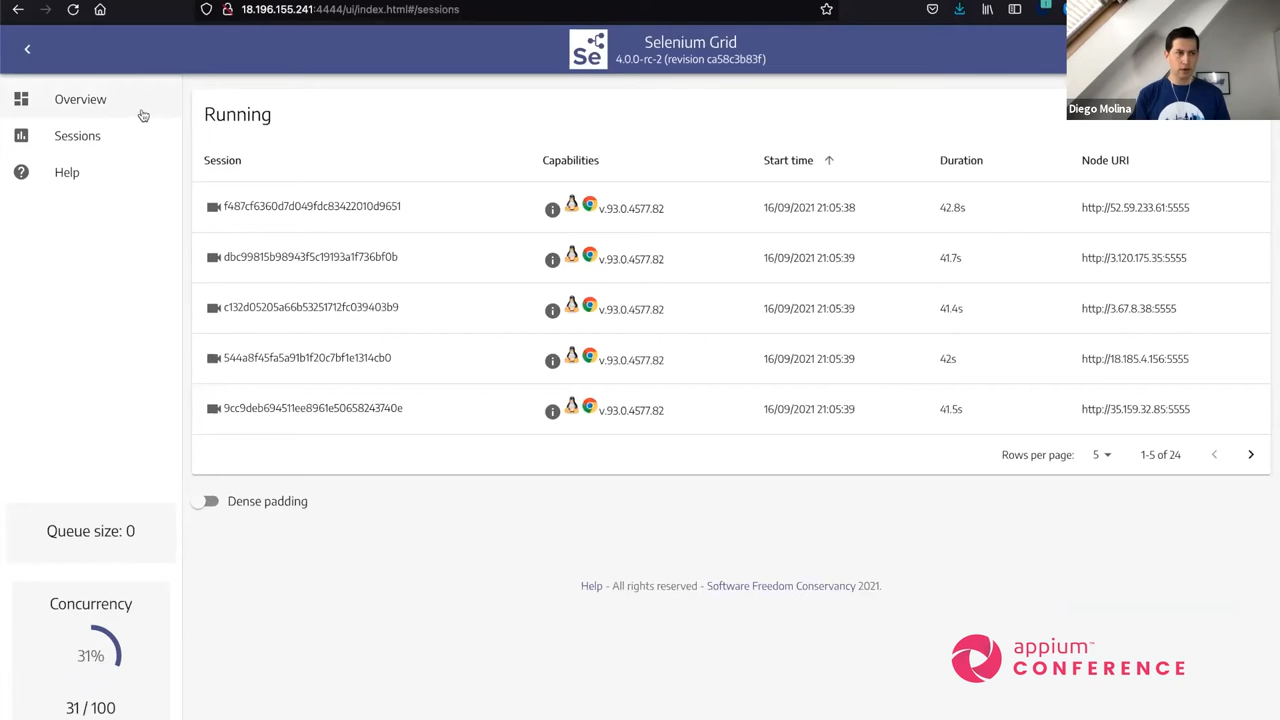 18.196.155.241:4444/ui/index.html#/sessions
Se
Selenium Grid
4.0.0-rc-2 (revision ca58c3b83f)
Diego Molina
Overview
Sessions
Help
Running
Session Capabilities Start time Duration Node URI
f487cf6360d7d049fdc83422010d9651 v.93.0.4577.82 16/09/2021 21:05:38 42.8s http://52.59.233.61:5555
dbc99815b98943f5c19193a1f736bf0b v.93.0.4577.82 16/09/2021 21:05:39 41.7s http://3.120.175.35:5555
c132d05205a66b53251712fc039403b9 v.93.0.4577.82 16/09/2021 21:05:39 41.4s http://3.67.8.38:5555
544a8f45fa5a91b1f20c7bf1e1314cb0 v.93.0.4577.82 16/09/2021 21:05:39 42s http://18.185.4.156:5555
9cc9deb694511ee8961e50658243740e v.93.0.4577.82 16/09/2021 21:05:39 41.5s http://35.159.32.85:5555
Rows per page: 5 1-5 of 24
Dense padding
Queue size: 0
Concurrency
31%
31 / 100
Help - All rights reserved - Software Freedom Conservancy 2021.
appium™
CONFERENCE